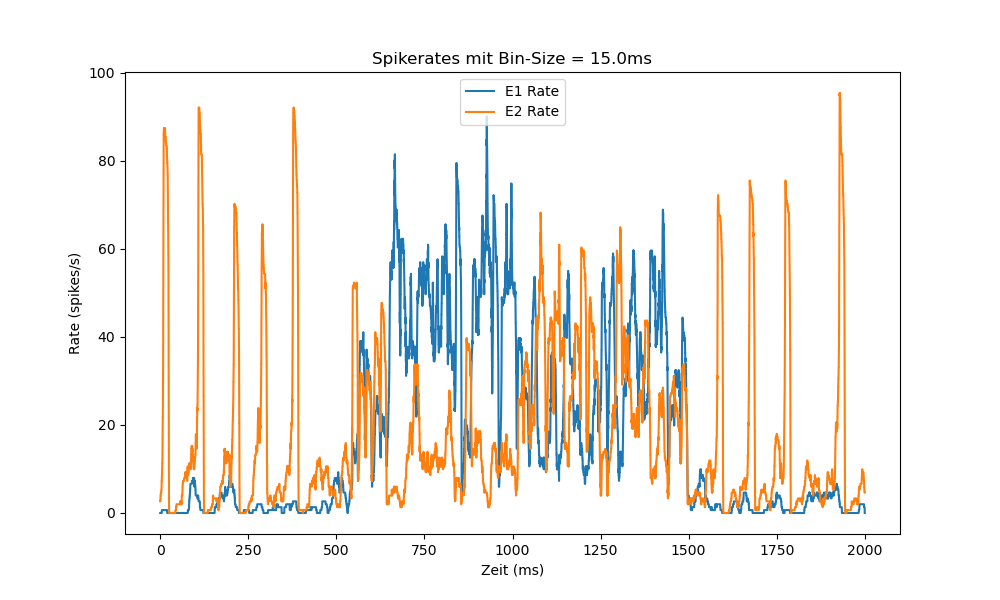 Spikerates mit Bin-Size = 15.0ms
E1 Rate
E2 Rate
Rate (spikes/s)
100
80
60
40
20
0
0 250 500 750 1000 1250 1500 1750 2000
Zeit (ms)